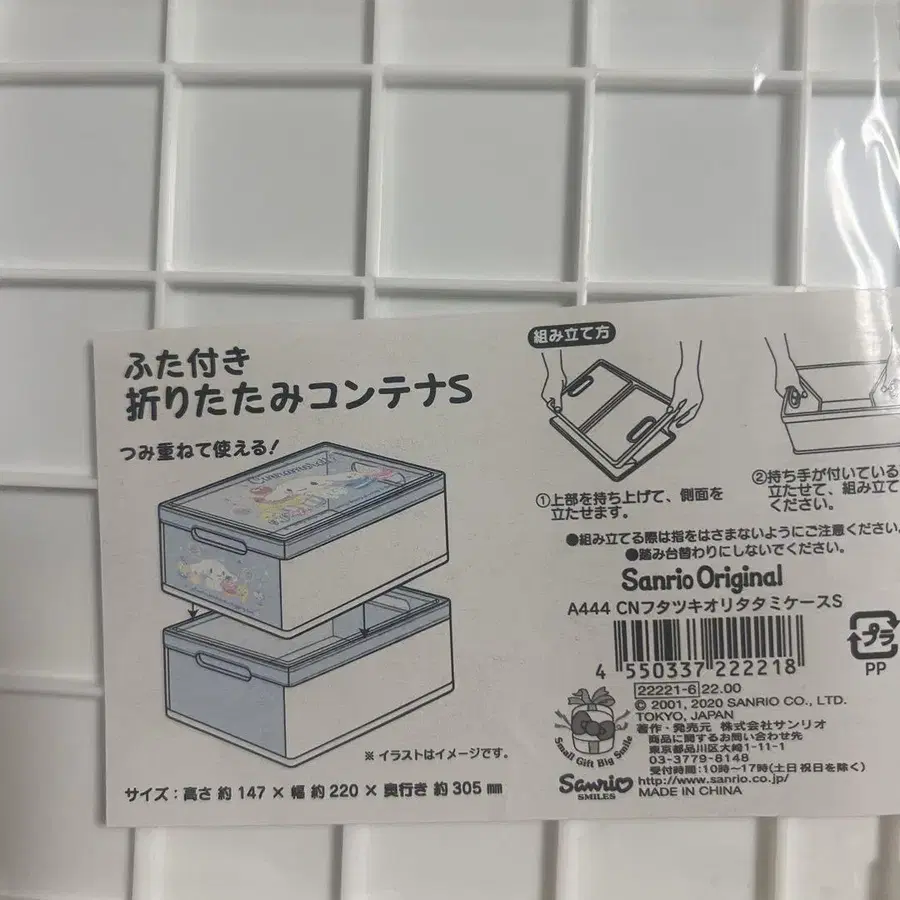 ふた付き
折りたたみコンテナS
つみ重ねて使える!
Cinnamoroll
※ イラストはイメージです。
サイズ:高さ 約 147 × 幅 約 220 × 奥行き 約 305 ㎜
組み立て方
①上部を持ち上げて、側面を
立たせます。
②持ち手が付いている
立たせて、組み立て
ください。
●組み立てる際は指をはさまないようにご注意ください。
●踏み台替わりにしないでください。
Sanrio Original
A444 CNフタツキオリタタミケースS
4 550337 222218
22221-6 22.00
© 2001, 2020 SANRIO CO., LTD.
TOKYO, JAPAN
著作・発売元 株式会社サンリオ
商品に関するお問い合わせ先
東京都品川区大崎1-11-1
03-3779-8148
受付時間:10時~17時(土日祝日を除く)
http://www.sanrio.co.jp/
MADE IN CHINA
Small Gift Big Smile
Sanrio
SMILES
プラ
PP